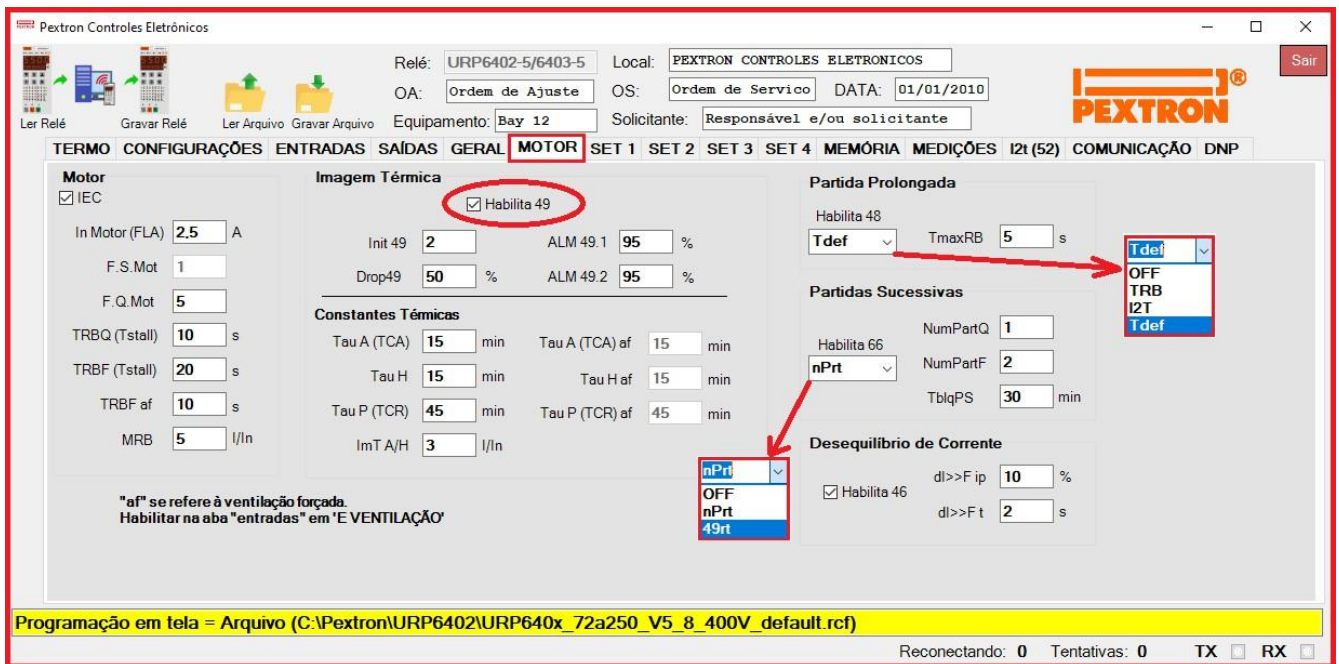 Pextron Controles Eletrônicos
Relé: URP6402-5/6403-5 Local: PEXTRON CONTROLES ELETRONICOS Sair
OA: Ordem de Ajuste OS: Ordem de Servico DATA: 01/01/2010
Equipamento: Bay 12 Solicitante: Responsável e/ou solicitante
PEXTRON®
Ler Relé Gravar Relé Ler Arquivo Gravar Arquivo
TERMO CONFIGURAÇÕES ENTRADAS SAÍDAS GERAL MOTOR SET 1 SET 2 SET 3 SET 4 MEMÓRIA MEDIÇÕES I2t (52) COMUNICAÇÃO DNP
Motor
IEC
In Motor (FLA) 2,5 A
F.S.Mot 1
F.Q.Mot 5
TRBQ (Tstall) 10 s
TRBF (Tstall) 20 s
TRBF af 10 s
MRB 5 I/In
Imagem Térmica
Habilita 49
Init 49 2 ALM 49.1 95 %
Drop49 50 % ALM 49.2 95 %
Constantes Térmicas
Tau A (TCA) 15 min Tau A (TCA) af 15 min
Tau H 15 min Tau H af 15 min
Tau P (TCR) 45 min Tau P (TCR) af 45 min
ImT A/H 3 I/In
Partida Prolongada
Habilita 48
Tdef TmaxRB 5 s
Tdef
OFF
TRB
I2T
Tdef
Partidas Sucessivas
NumPartQ 1
Habilita 66
nPrt NumPartF 2
TblqPS 30 min
nPrt
OFF
nPrt
49rt
Desequilíbrio de Corrente
dI>>F ip 10 %
Habilita 46
dI>>F t 2 s
"af" se refere à ventilação forçada.
Habilitar na aba "entradas" em 'E VENTILAÇÃO'
Programação em tela = Arquivo (C:\Pextron\URP6402\URP640x_72a250_V5_8_400V_default.rcf)
Reconectando: 0 Tentativas: 0 TX RX